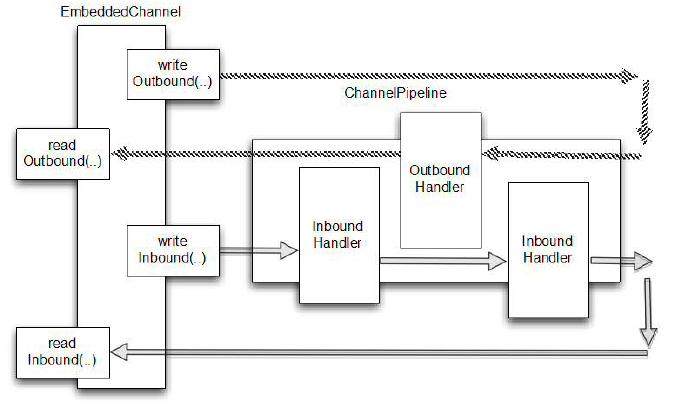 EmbeddedChannel
write
Outbound(..)
ChannelPipeline
read
Outbound(..)
Outbound
Handler
Inbound
Handler
write
Inbound(..)
Inbound
Handler
read
Inbound(..)